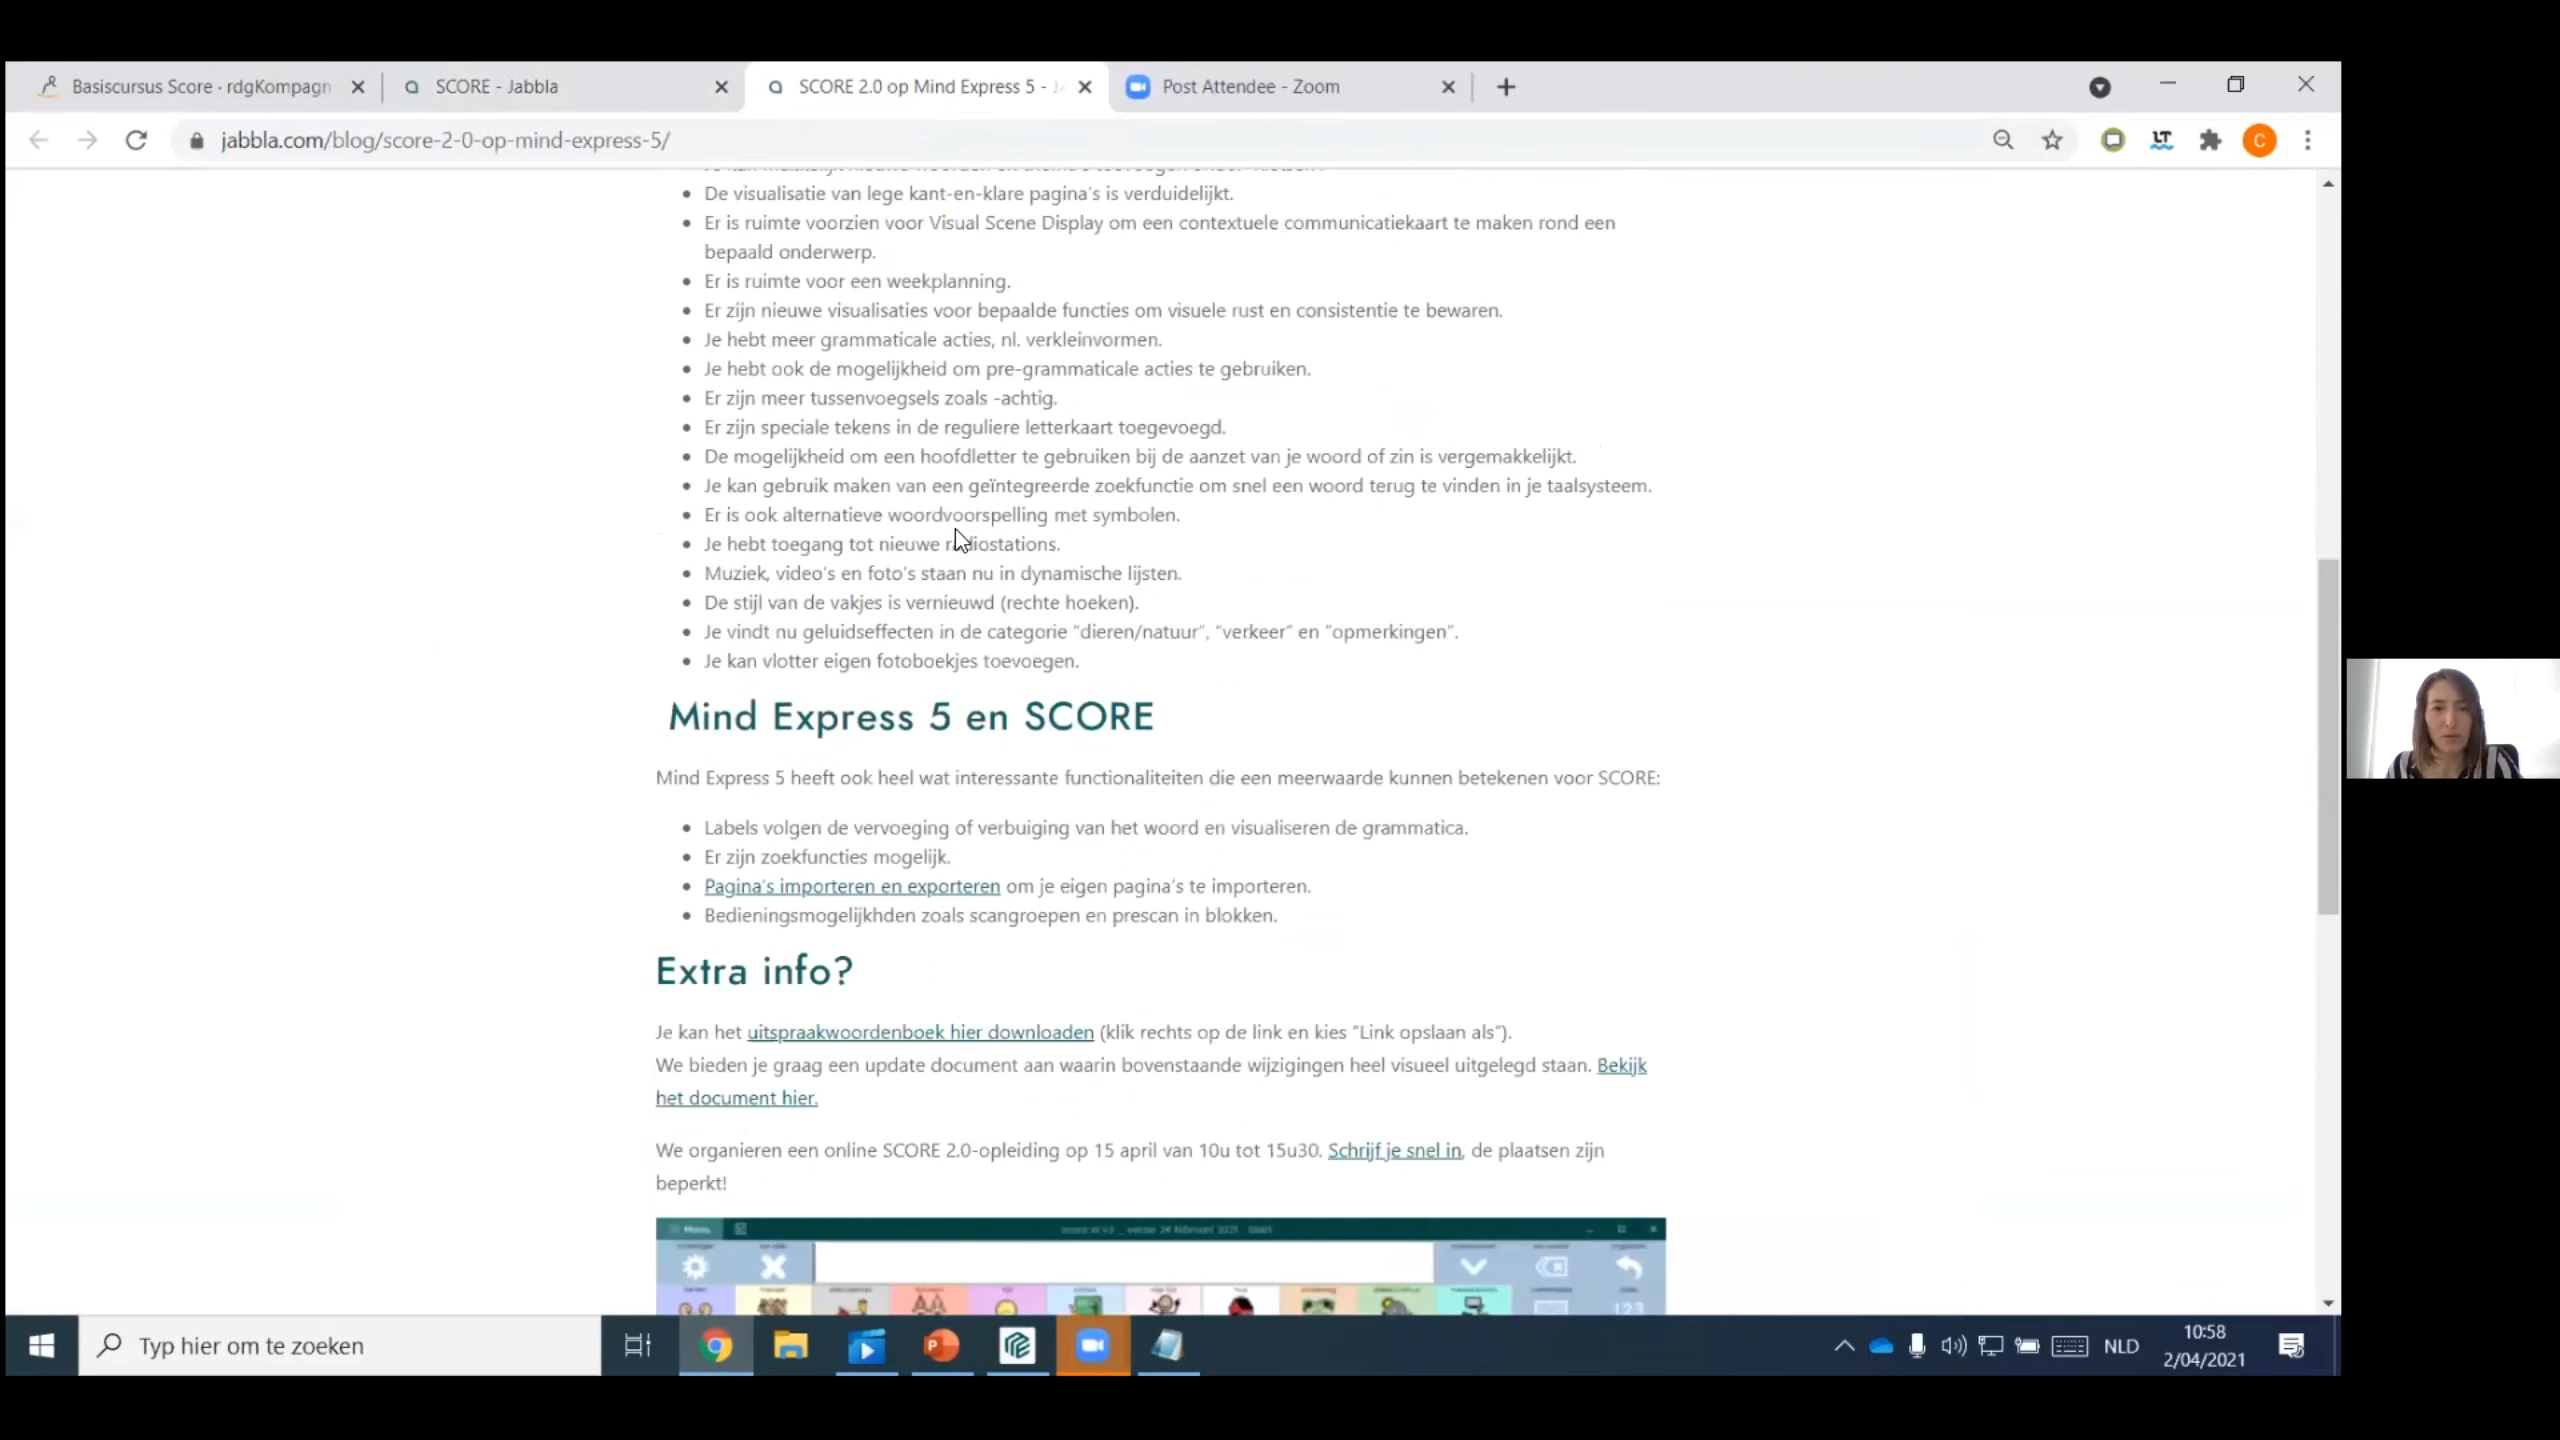 Basiscursus Score · rdgKompagn
SCORE - Jabbla
SCORE 2.0 op Mind Express 5 - Ja
Post Attendee - Zoom
jabbla.com/blog/score-2-0-op-mind-express-5/
LT
C
De visualisatie van lege kant-en-klare pagina's is verduidelijkt.
Er is ruimte voorzien voor Visual Scene Display om een contextuele communicatiekaart te maken rond een
bepaald onderwerp.
Er is ruimte voor een weekplanning.
Er zijn nieuwe visualisaties voor bepaalde functies om visuele rust en consistentie te bewaren.
Je hebt meer grammaticale acties, nl. verkleinvormen.
Je hebt ook de mogelijkheid om pre-grammaticale acties te gebruiken.
Er zijn meer tussenvoegsels zoals -achtig.
Er zijn speciale tekens in de reguliere letterkaart toegevoegd.
De mogelijkheid om een hoofdletter te gebruiken bij de aanzet van je woord of zin is vergemakkelijkt.
Je kan gebruik maken van een geïntegreerde zoekfunctie om snel een woord terug te vinden in je taalsysteem.
Er is ook alternatieve woordvoorspelling met symbolen.
Je hebt toegang tot nieuwe radiostations.
Muziek, video's en foto's staan nu in dynamische lijsten.
De stijl van de vakjes is vernieuwd (rechte hoeken).
Je vindt nu geluidseffecten in de categorie "dieren/natuur", "verkeer" en "opmerkingen".
Je kan vlotter eigen fotoboekjes toevoegen.
Mind Express 5 en SCORE
Mind Express 5 heeft ook heel wat interessante functionaliteiten die een meerwaarde kunnen betekenen voor SCORE:
Labels volgen de vervoeging of verbuiging van het woord en visualiseren de grammatica.
Er zijn zoekfuncties mogelijk.
Pagina's importeren en exporteren om je eigen pagina's te importeren.
Bedieningsmogelijkhden zoals scangroepen en prescan in blokken.
Extra info?
Je kan het uitspraakwoordenboek hier downloaden (klik rechts op de link en kies "Link opslaan als").
We bieden je graag een update document aan waarin bovenstaande wijzigingen heel visueel uitgelegd staan. Bekijk
het document hier.
We organieren een online SCORE 2.0-opleiding op 15 april van 10u tot 15u30. Schrijf je snel in, de plaatsen zijn
beperkt!
Menu
123
Typ hier om te zoeken
NLD
10:58
2/04/2021